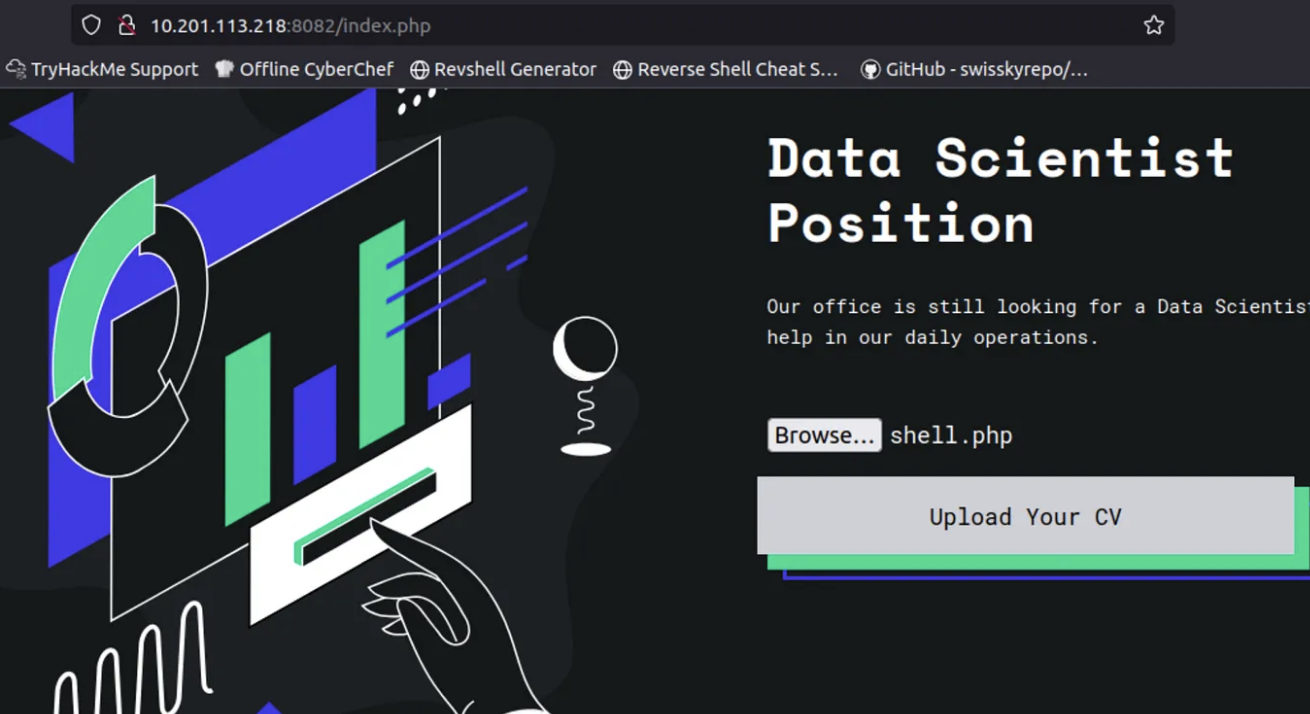 10.201.113.218:8082/index.php
TryHackMe Support Offline CyberChef Revshell Generator Reverse Shell Cheat S… GitHub - swisskyrepo/…
Data Scientist
Position
Our office is still looking for a Data Scientist
help in our daily operations.
Browse… shell.php
Upload Your CV